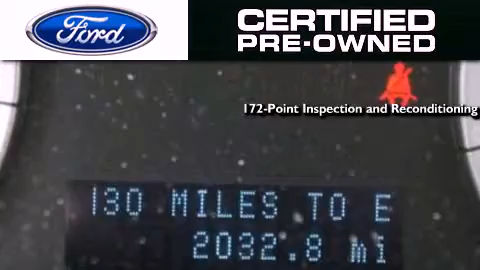 Ford
CERTIFIED
PRE-OWNED
172-Point Inspection and Reconditioning
130 MILES TO E
2032.8 mi